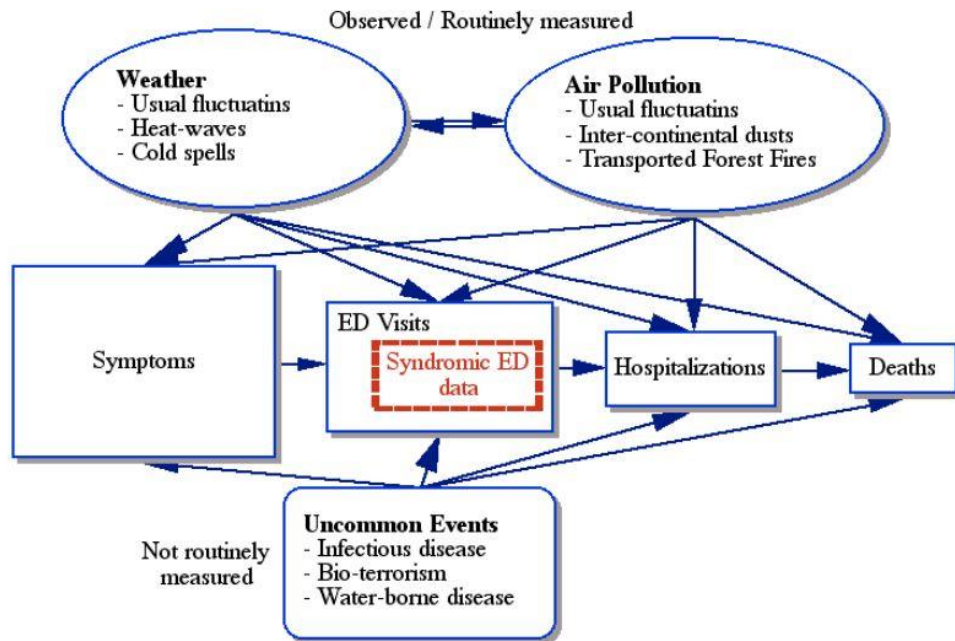 Observed / Routinely measured
Weather
- Usual fluctuatins
- Heat-waves
- Cold spells
Air Pollution
- Usual fluctuatins
- Inter-continental dusts
- Transported Forest Fires
Symptoms
ED Visits
Syndromic ED
data
Hospitalizations
Deaths
Not routinely
measured
Uncommon Events
- Infectious disease
- Bio-terrorism
- Water-borne disease